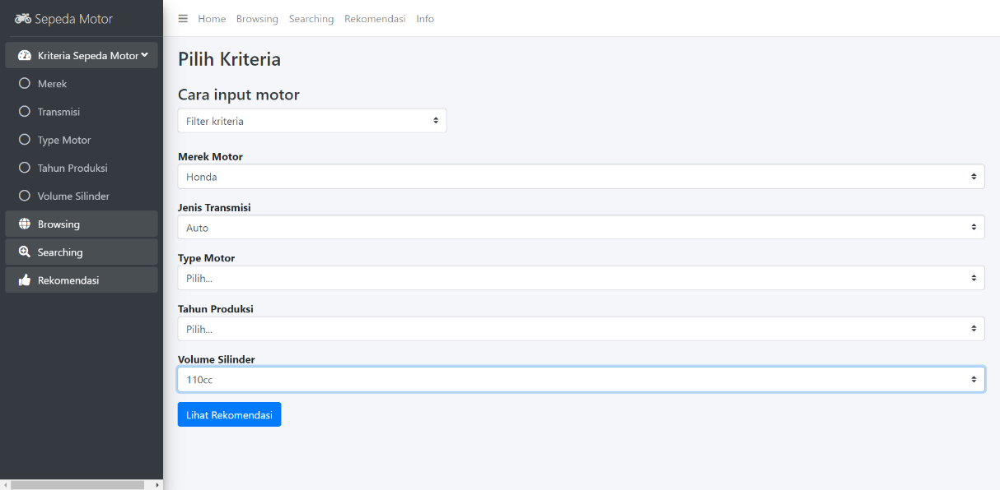 Sepeda Motor
Kriteria Sepeda Motor
Merek
Transmisi
Type Motor
Tahun Produksi
Volume Silinder
Browsing
Searching
Rekomendasi
Home Browsing Searching Rekomendasi Info
Pilih Kriteria
Cara input motor
Filter kriteria
Merek Motor
Honda
Jenis Transmisi
Auto
Type Motor
Pilih...
Tahun Produksi
Pilih...
Volume Silinder
110cc
Lihat Rekomendasi